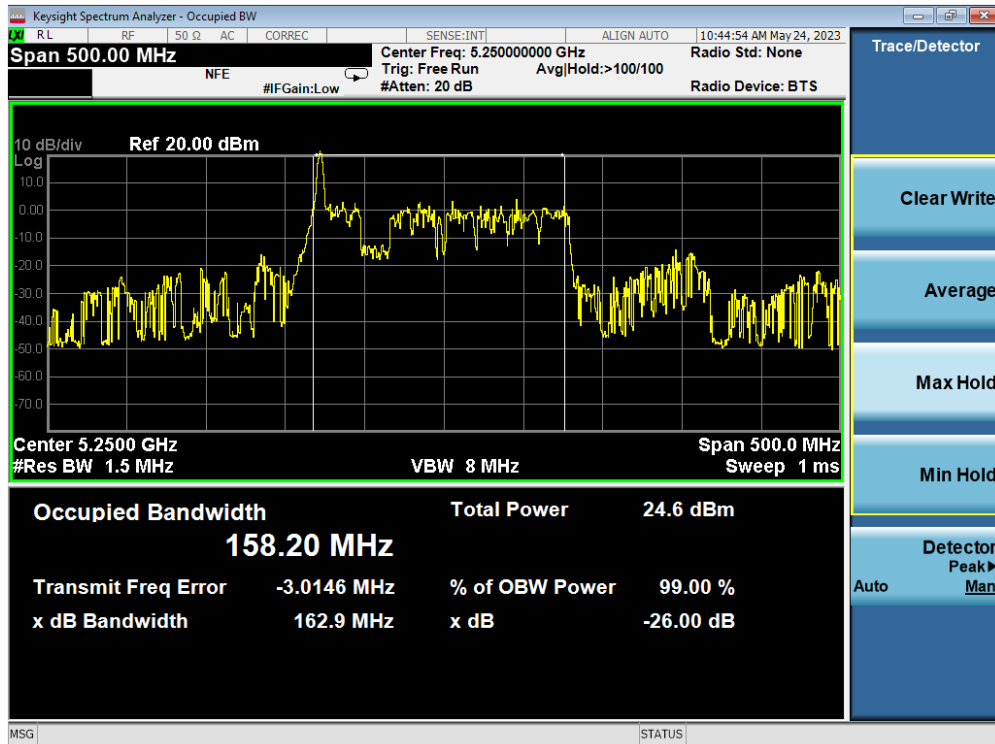 Keysight Spectrum Analyzer - Occupied BW
LXI RL RF 50 Ω AC CORREC SENSE:INT ALIGN AUTO 10:44:54 AM May 24, 2023
Span 500.00 MHz
NFE
#IFGain:Low
Center Freq: 5.250000000 GHz
Trig: Free Run Avg|Hold:>100/100
#Atten: 20 dB
Radio Std: None
Radio Device: BTS
10 dB/div Ref 20.00 dBm
Log
10.0
0.00
-10.0
-20.0
-30.0
-40.0
-50.0
-60.0
-70.0
Center 5.2500 GHz Span 500.0 MHz
#Res BW 1.5 MHz VBW 8 MHz Sweep 1 ms
Occupied Bandwidth Total Power 24.6 dBm
158.20 MHz
Transmit Freq Error -3.0146 MHz % of OBW Power 99.00 %
x dB Bandwidth 162.9 MHz x dB -26.00 dB
Trace/Detector
Clear Write
Average
Max Hold
Min Hold
Detector
Peak▶
Auto Man
MSG STATUS